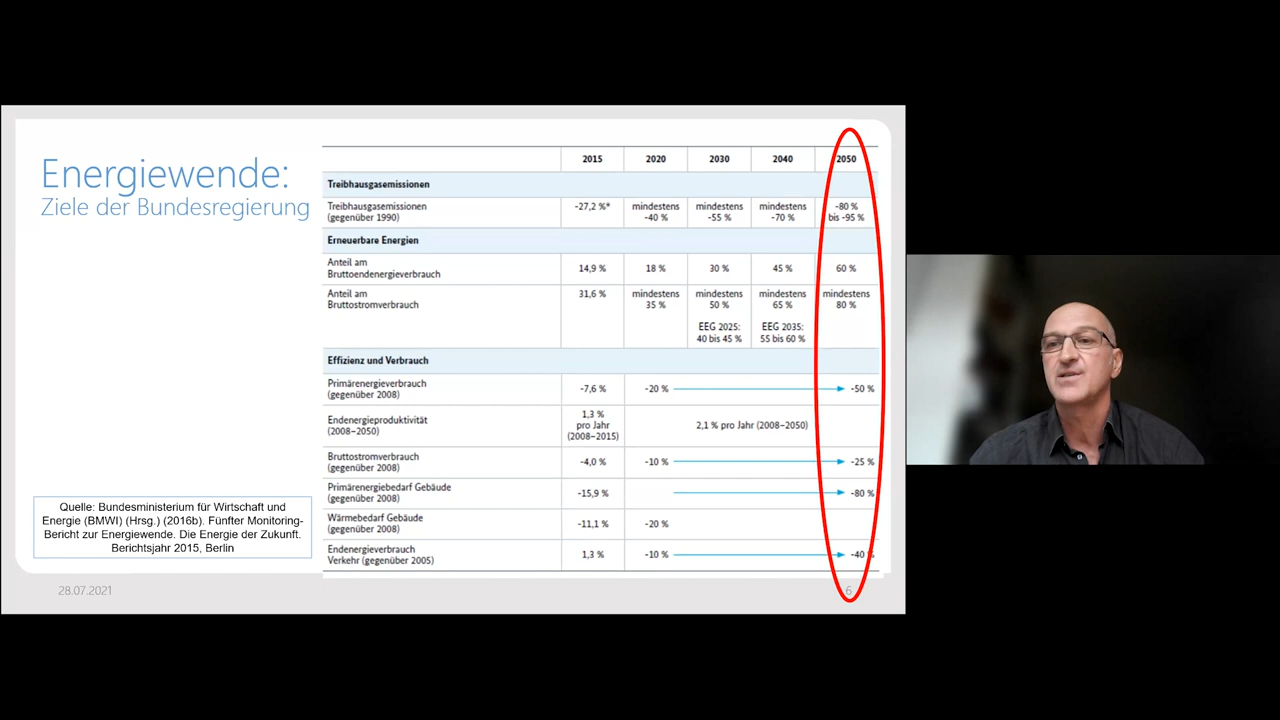 Energiewende:
Ziele der Bundesregierung
2015 2020 2030 2040 2050
Treibhausgasemissionen
Treibhausgasemissionen
(gegenüber 1990)
-27,2 %*
mindestens
-40 %
mindestens
-55 %
mindestens
-70 %
-80 %
bis -95 %
Erneuerbare Energien
Anteil am
Bruttoendenergieverbrauch
14,9 % 18 % 30 % 45 % 60 %
Anteil am
Bruttostromverbrauch
31,6 %
mindestens
35 %
mindestens
50 %
EEG 2025:
40 bis 45 %
mindestens
65 %
EEG 2035:
55 bis 60 %
mindestens
80 %
Effizienz und Verbrauch
Primärenergieverbrauch
(gegenüber 2008)
-7,6 % -20 % -50 %
Endenergieproduktivität
(2008–2050)
1,3 %
pro Jahr
(2008–2015)
2,1 % pro Jahr (2008–2050)
Bruttostromverbrauch
(gegenüber 2008)
-4,0 % -10 % -25 %
Primärenergiebedarf Gebäude
(gegenüber 2008)
-15,9 % -80 %
Wärmebedarf Gebäude
(gegenüber 2008)
-11,1 % -20 %
Endenergieverbrauch
Verkehr (gegenüber 2005)
1,3 % -10 % -40 %
Quelle: Bundesministerium für Wirtschaft und
Energie (BMWI) (Hrsg.) (2016b). Fünfter Monitoring-
Bericht zur Energiewende. Die Energie der Zukunft.
Berichtsjahr 2015, Berlin
28.07.2021
6